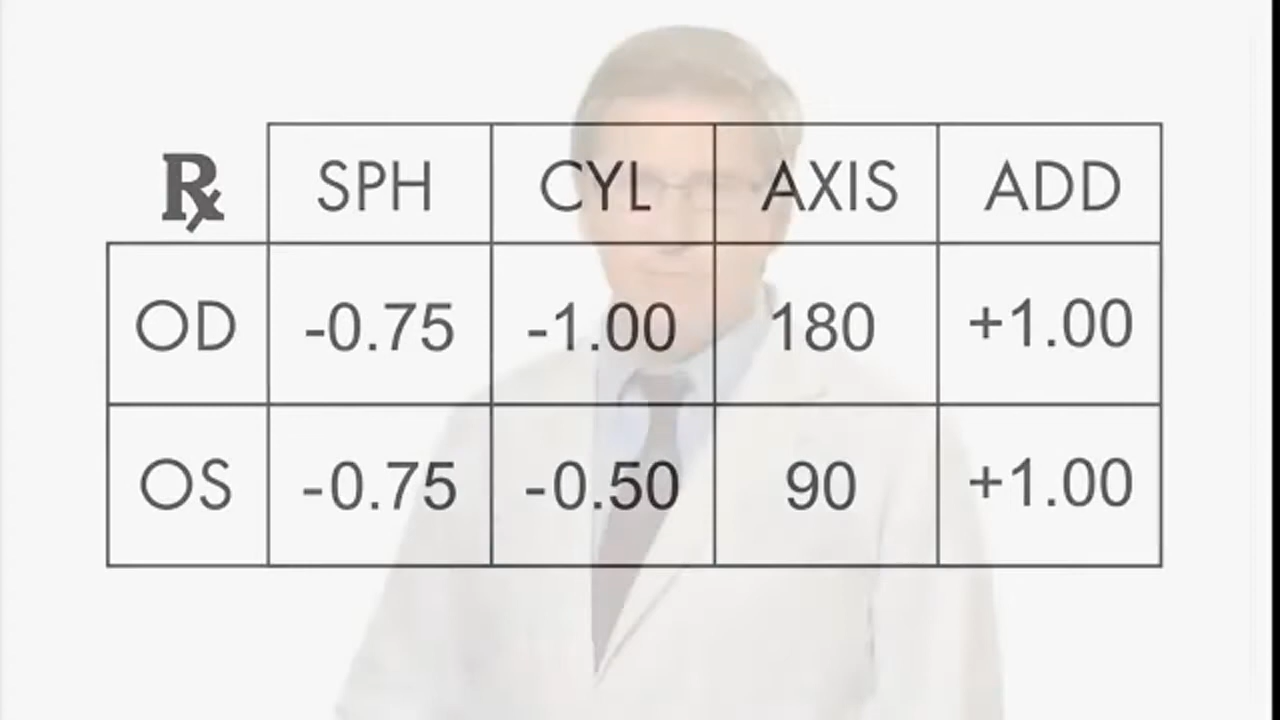 ℞ SPH CYL AXIS ADD
OD -0.75 -1.00 180 +1.00
OS -0.75 -0.50 90 +1.00